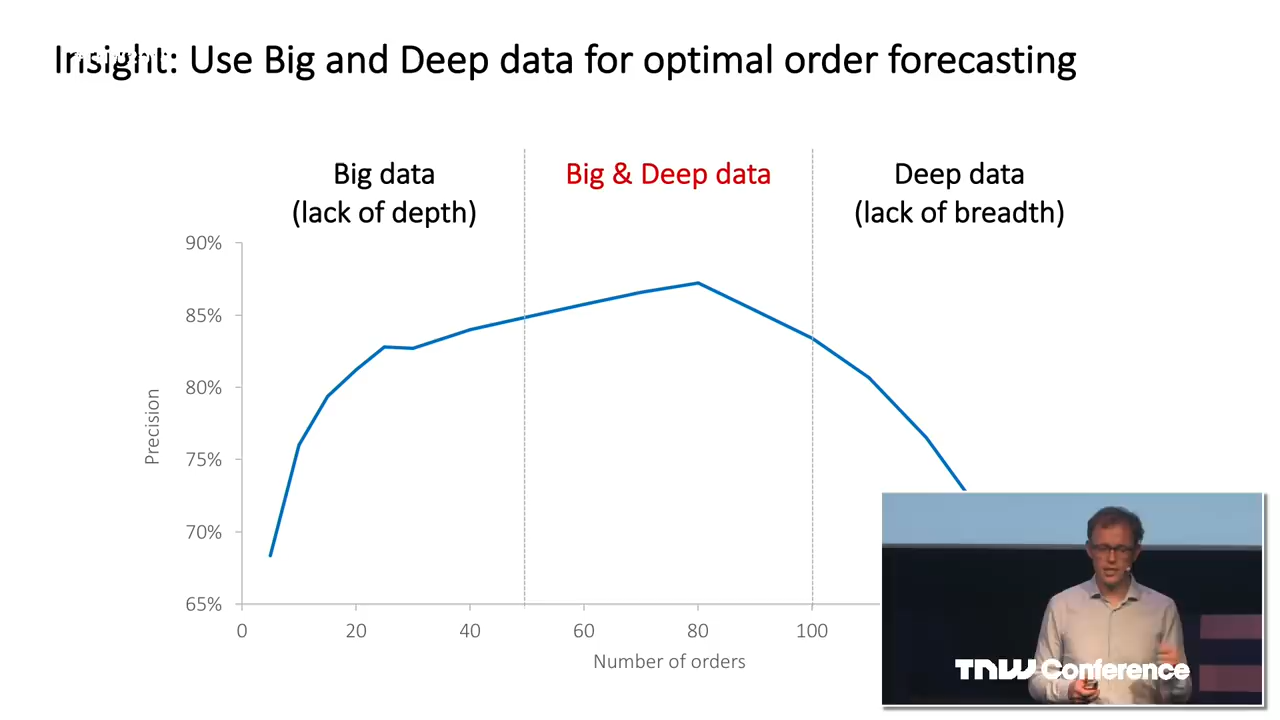 Insight: Use Big and Deep data for optimal order forecasting
Big data
(lack of depth)
Big & Deep data
Deep data
(lack of breadth)
90%
85%
80%
75%
70%
65%
Precision
0 20 40 60 80 100
Number of orders
TNW Conference